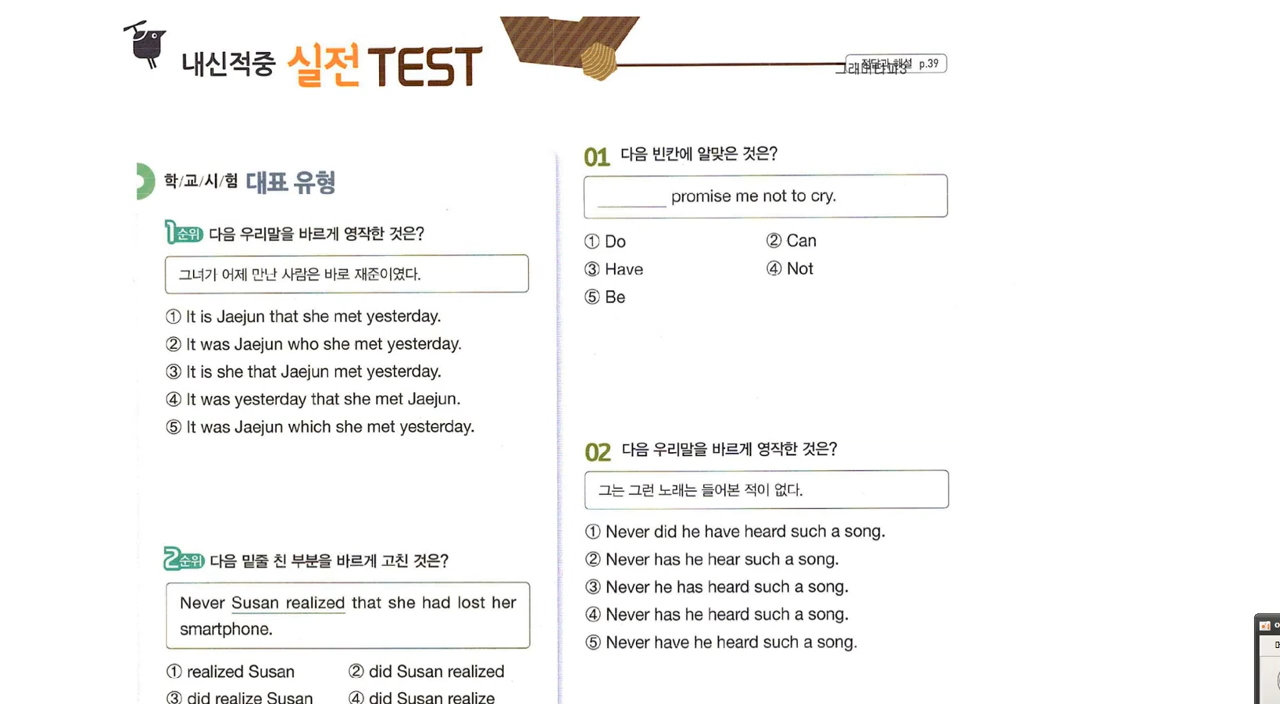 내신적중 실전 TEST
정답과 해설 p.39
그래머타파3
학/교/시/험 대표 유형
1순위 다음 우리말을 바르게 영작한 것은?
그녀가 어제 만난 사람은 바로 재준이였다.
① It is Jaejun that she met yesterday.
② It was Jaejun who she met yesterday.
③ It is she that Jaejun met yesterday.
④ It was yesterday that she met Jaejun.
⑤ It was Jaejun which she met yesterday.
2순위 다음 밑줄 친 부분을 바르게 고친 것은?
Never Susan realized that she had lost her
smartphone.
① realized Susan ② did Susan realized
③ did realize Susan ④ did Susan realize
01 다음 빈칸에 알맞은 것은?
________ promise me not to cry.
① Do ② Can
③ Have ④ Not
⑤ Be
02 다음 우리말을 바르게 영작한 것은?
그는 그런 노래는 들어본 적이 없다.
① Never did he have heard such a song.
② Never has he hear such a song.
③ Never he has heard such a song.
④ Never has he heard such a song.
⑤ Never have he heard such a song.